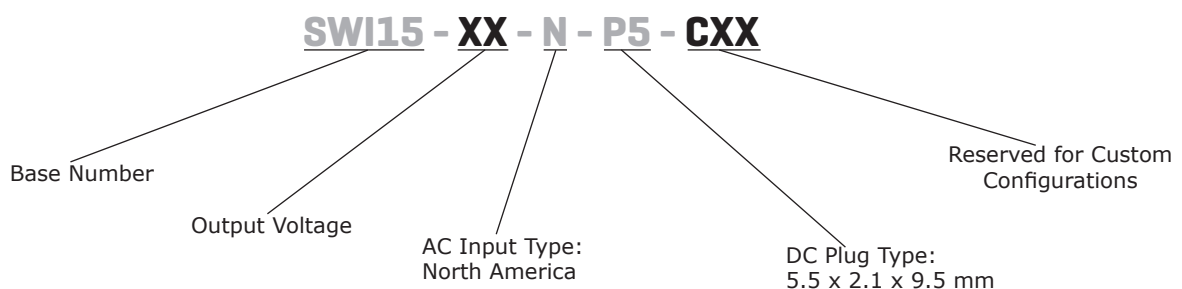 SWI15 - XX - N - P5 - CXX
Base Number
Output Voltage
AC Input Type:
North America
DC Plug Type:
5.5 x 2.1 x 9.5 mm
Reserved for Custom
Configurations